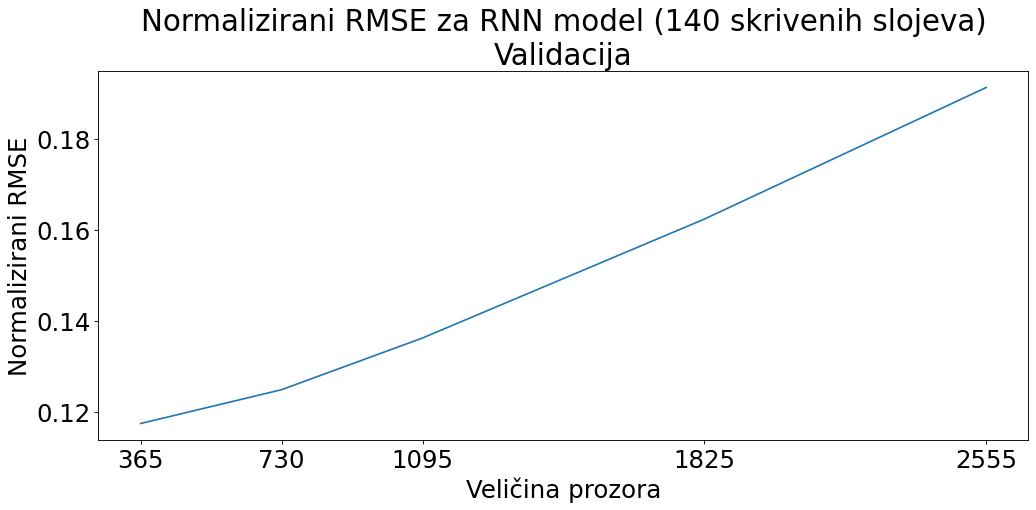 Normalizirani RMSE za RNN model (140 skrivenih slojeva)
Validacija
Normalizirani RMSE
0.18
0.16
0.14
0.12
365 730 1095 1825 2555
Veličina prozora